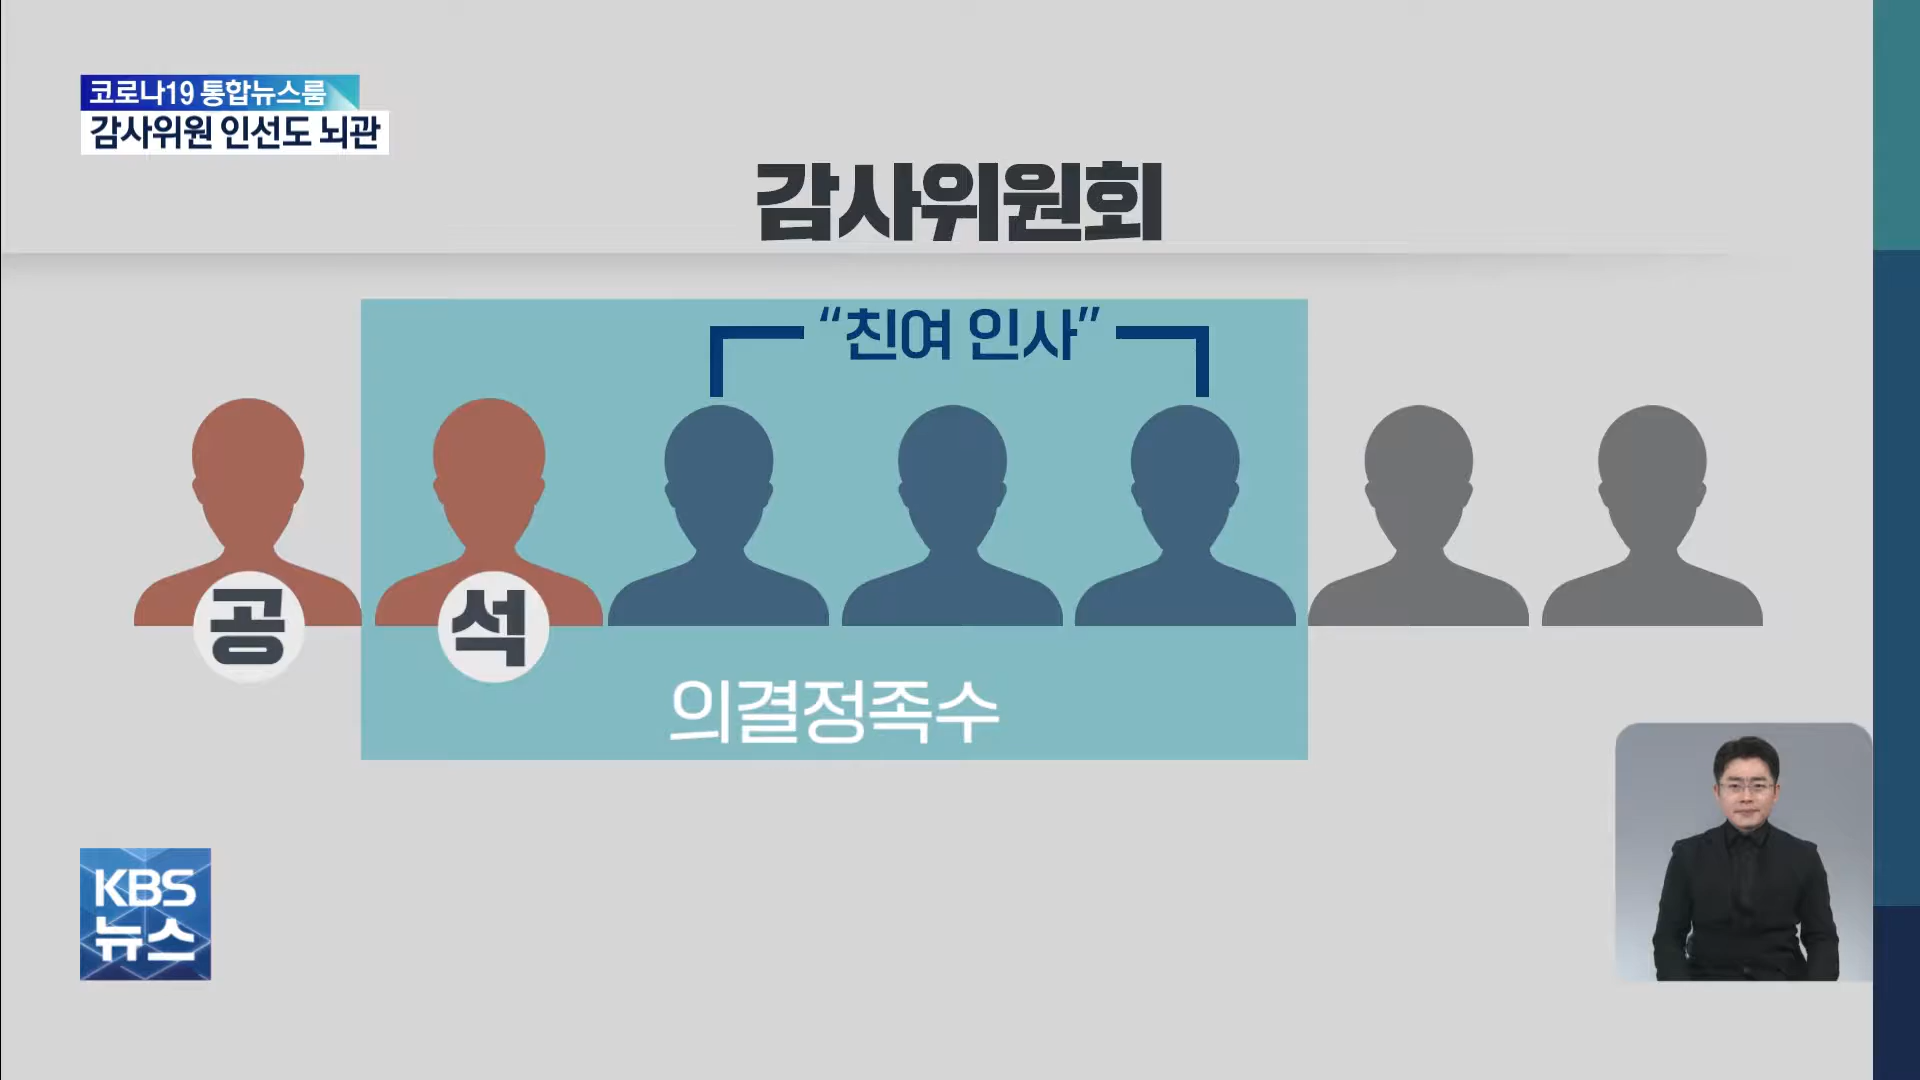 코로나19 통합뉴스룸
감사위원 인선도 뇌관
감사위원회
“친여 인사”
공 석
의결정족수
KBS
뉴스